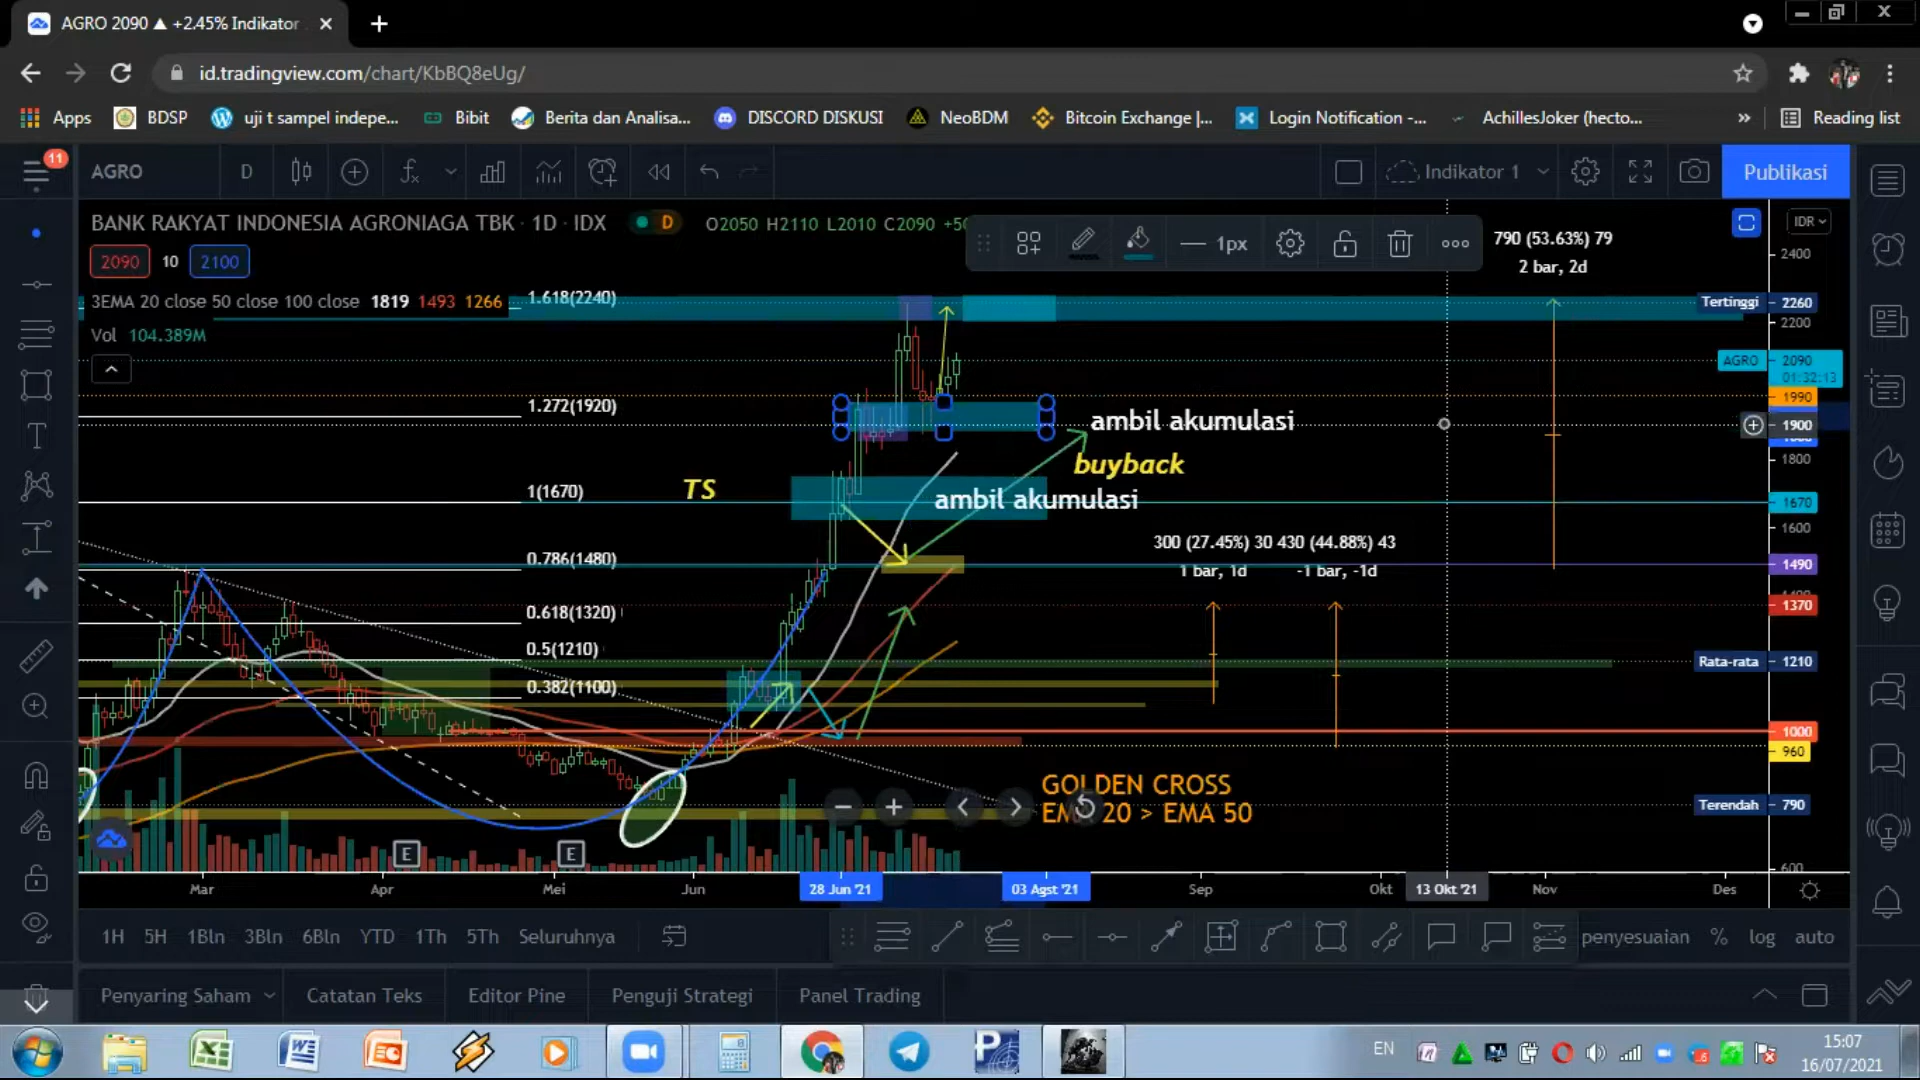 AGRO 2090 ▲ +2.45% Indikator
id.tradingview.com/chart/KbBQ8eUg/
Apps BDSP uji t sampel indepe... Bibit Berita dan Analisa... DISCORD DISKUSI NeoBDM Bitcoin Exchange |... Login Notification -... AchillesJoker (hecto... » Reading list
11
AGRO D Indikator 1 Publikasi
BANK RAKYAT INDONESIA AGRONIAGA TBK · 1D · IDX D O2050 H2110 L2010 C2090
1px
790 (53.63%) 79
2 bar, 2d
IDR
2400
2090 10 2100
3EMA 20 close 50 close 100 close 1819 1493 1266
1.618(2240)
Tertinggi 2260
2200
Vol 104.389M
AGRO 2090
01:32:13
1990
1.272(1920)
ambil akumulasi
1900
buyback
1800
TS
1(1670)
ambil akumulasi
1670
1600
300 (27.45%) 30 430 (44.88%) 43
1 bar, 1d -1 bar, -1d
0.786(1480)
1490
1370
0.618(1320)
0.5(1210)
Rata-rata 1210
0.382(1100)
1000
960
GOLDEN CROSS
EMA 20 > EMA 50
Terendah 790
E E
600
Mar Apr Mei Jun 28 Jun '21 03 Agst '21 Sep Okt 13 Okt '21 Nov Des
1H 5H 1Bln 3Bln 6Bln YTD 1Th 5Th Seluruhnya penyesuaian % log auto
Penyaring Saham Catatan Teks Editor Pine Penguji Strategi Panel Trading
EN
15:07
16/07/2021